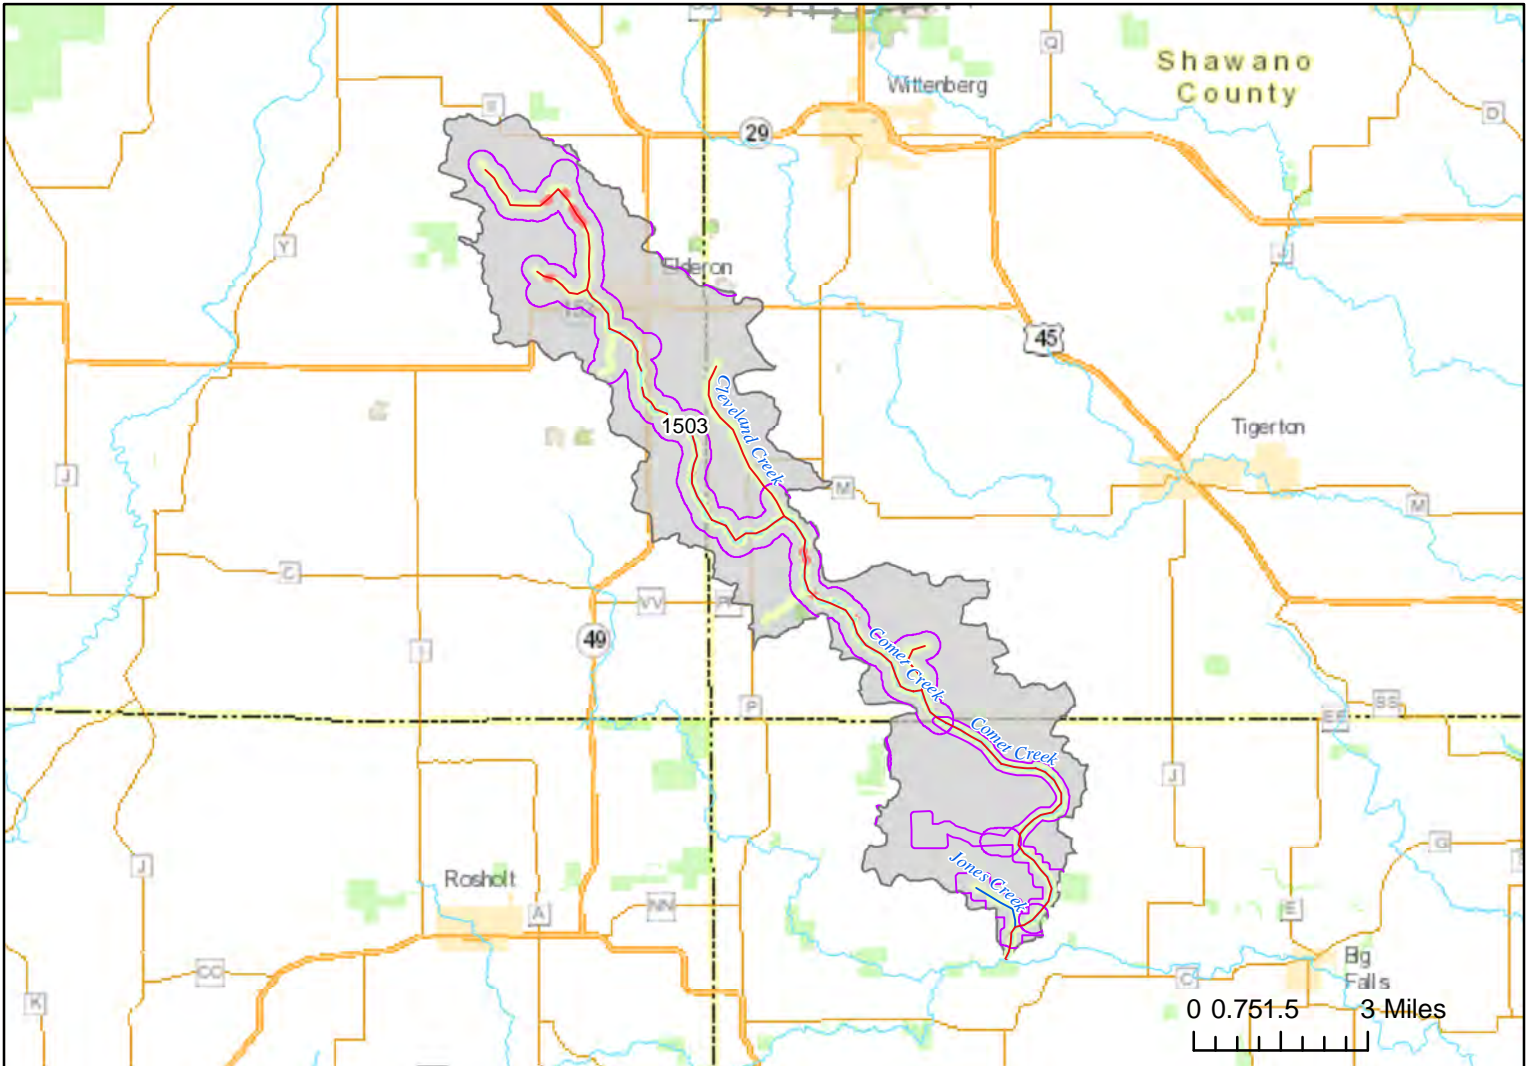 Q
Shawano
County
Wittenberg
D
29
Y
J
Elderon
45
Cleveland Creek
1503
Tigerton
J
M
M
C
VV
49
I
Comet Creek
P
SS
EE
Comet Creek
J
G
J
Jones Creek
Rosholt
A
NN
E
Big
Falls
CC
C
K
0 0.751.5 3 Miles